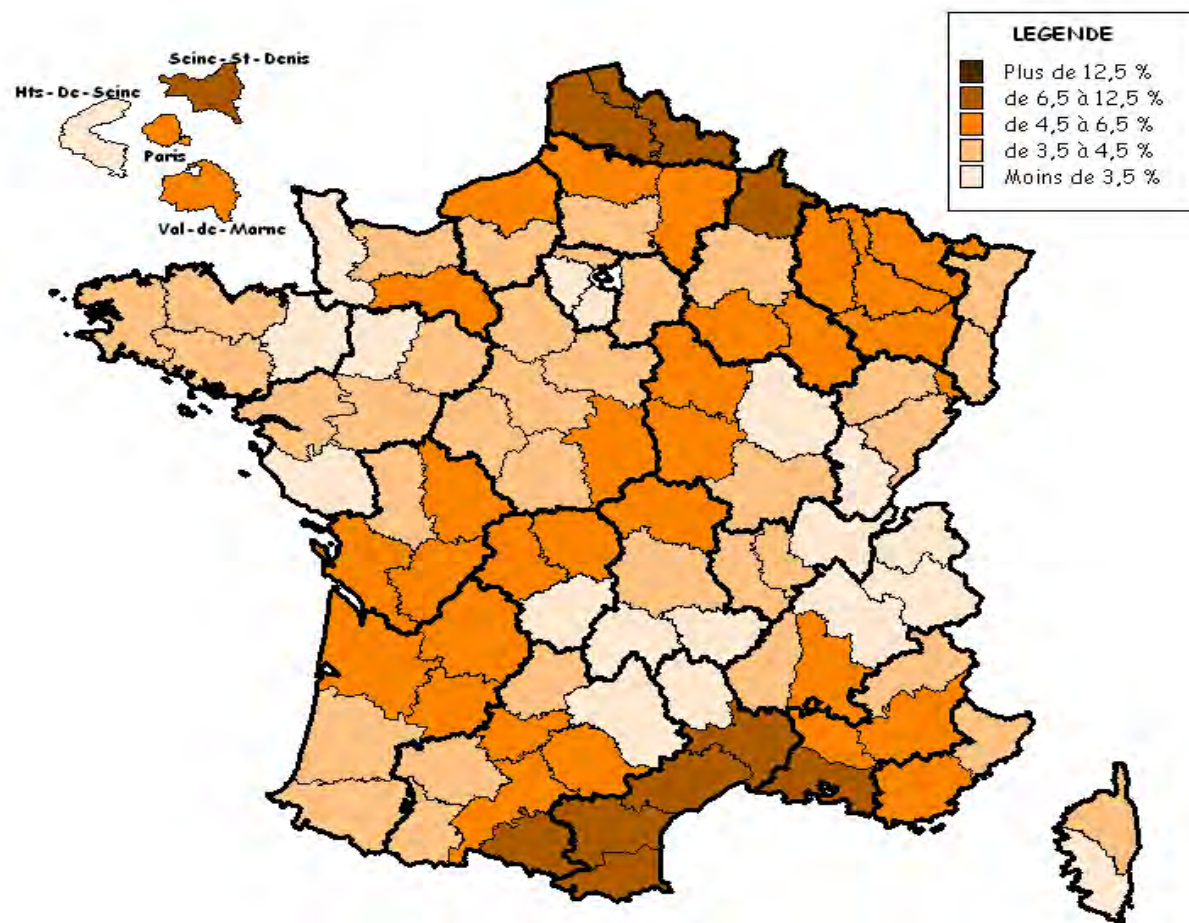 Seine-St-Denis
Hts-De-Seine
Paris
Val-de-Marne
LEGENDE
Plus de 12,5 %
de 6,5 à 12,5 %
de 4,5 à 6,5 %
de 3,5 à 4,5 %
Moins de 3,5 %